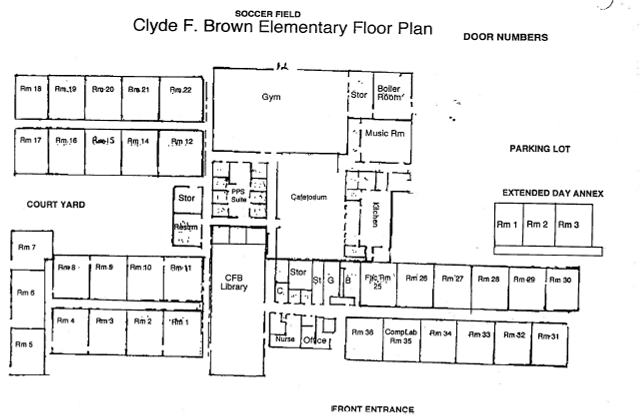 SOCCER FIELD
Clyde F. Brown Elementary Floor Plan
DOOR NUMBERS
Rm 18
Rm 19
Rm 20
Rm 21
Rm 22
Gym
Stor
Boiler
Room
Rm 17
Rm 16
Rm 15
Rm 14
Rm 12
Music Rm
PARKING LOT
PPS
Suite
Cafetodium
Kitchen
Stor
COURT YARD
EXTENDED DAY ANNEX
Rm 1
Rm 2
Rm 3
Restrm
Rm 7
Rm 8
Rm 9
Rm 10
Rm 11
CFB
Library
Stor
C
St
G
B
Rm
25
Rm 26
Rm 27
Rm 28
Rm 29
Rm 30
Rm 6
Rm 4
Rm 3
Rm 2
Rm 1
Rm 5
Nurse
Office
Rm 36
CompLab
Rm 35
Rm 34
Rm 33
Rm 32
Rm 31
FRONT ENTRANCE